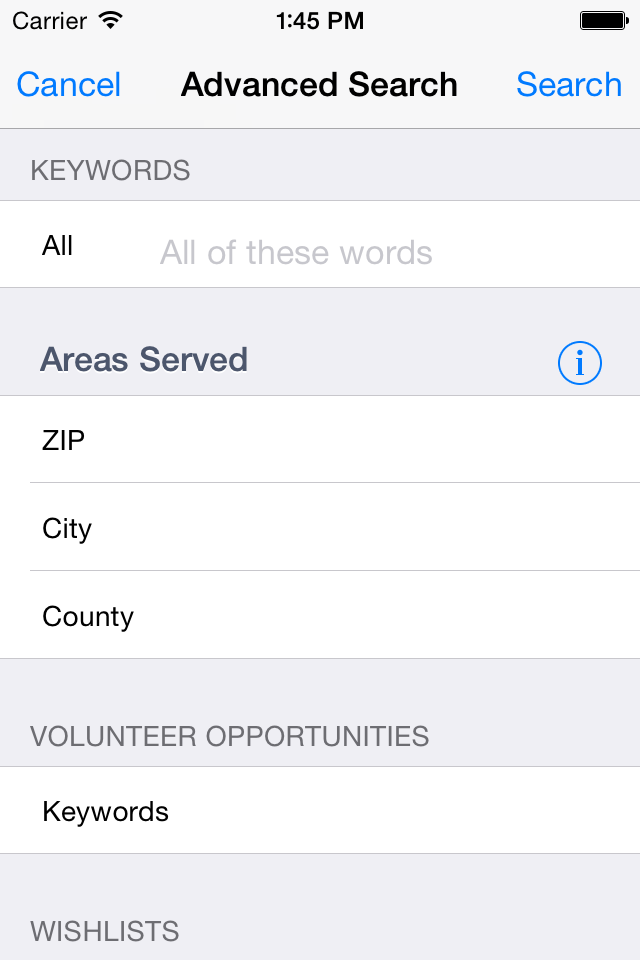 Carrier 1:45 PM
Cancel Advanced Search Search
KEYWORDS
All All of these words
Areas Served i
ZIP
City
County
VOLUNTEER OPPORTUNITIES
Keywords
WISHLISTS